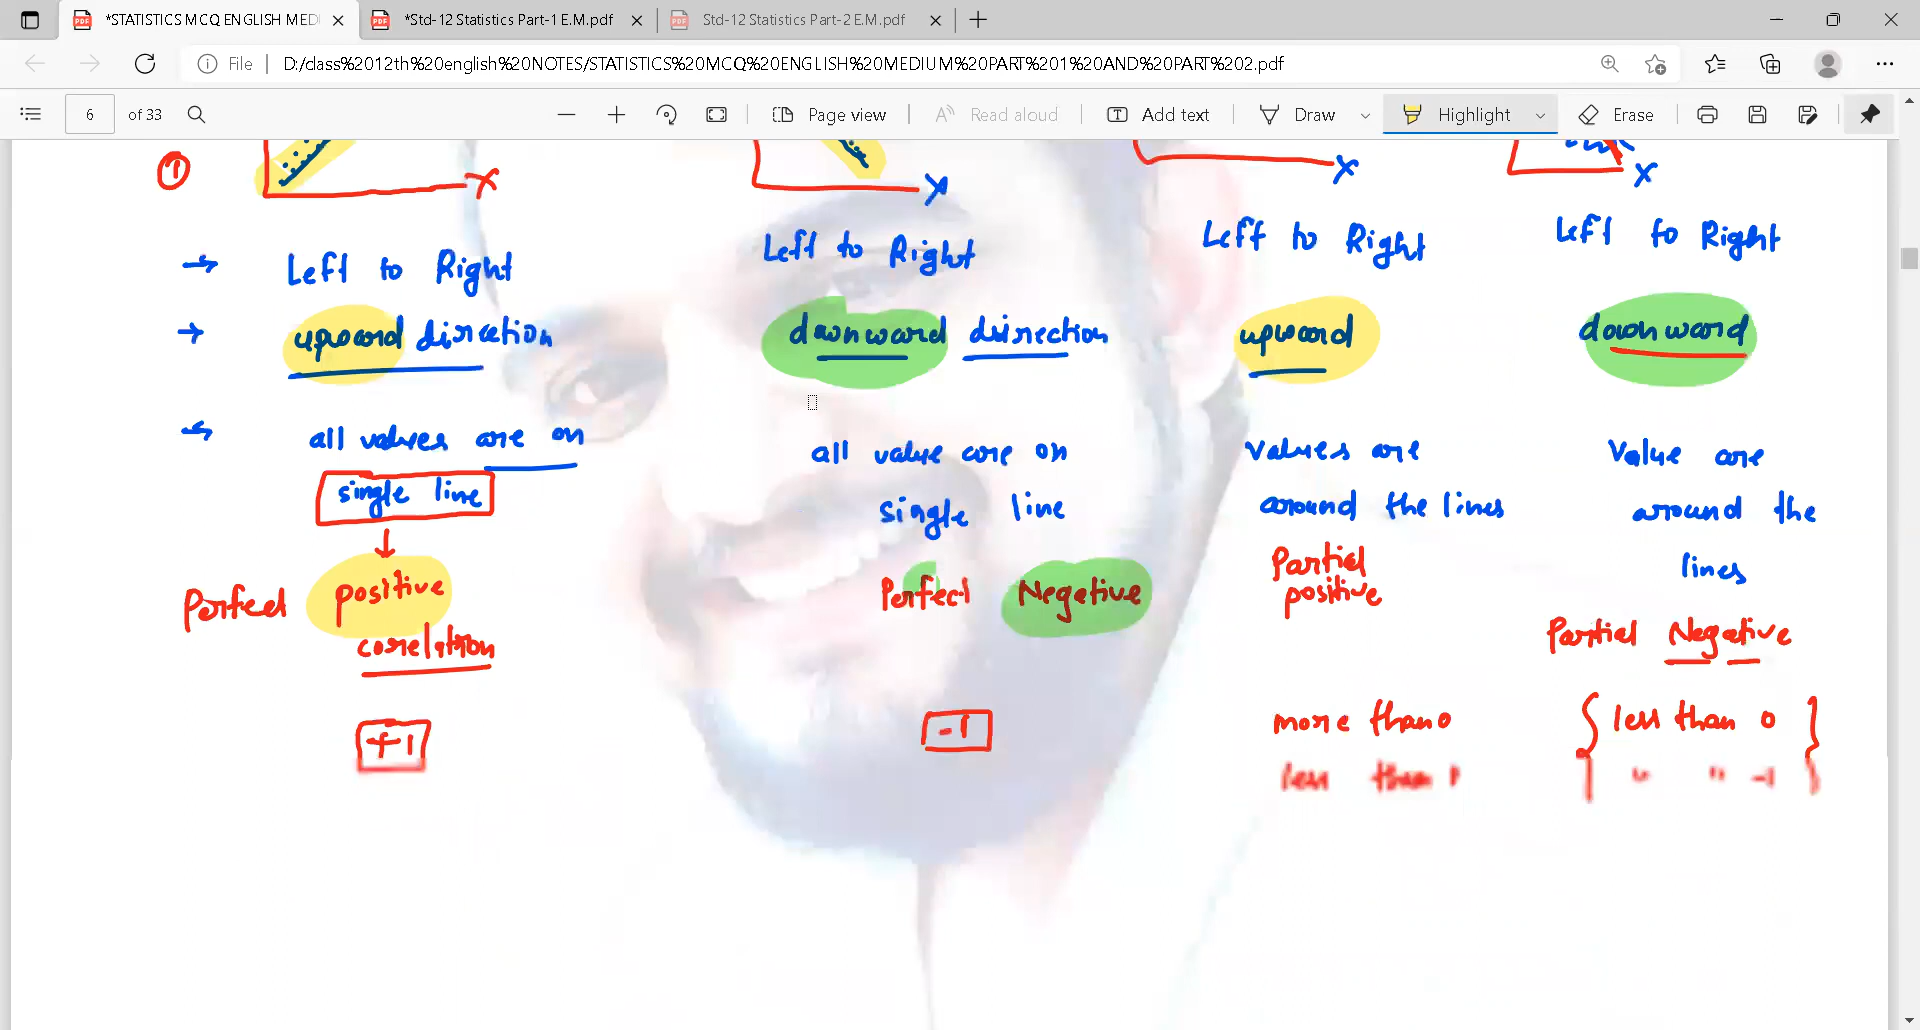 *STATISTICS MCQ ENGLISH MEDI
*Std-12 Statistics Part-1 E.M.pdf
Std-12 Statistics Part-2 E.M.pdf
File
D:/class%2012th%20english%20NOTES/STATISTICS%20MCQ%20ENGLISH%20MEDIUM%20PART%201%20AND%20PART%202.pdf
6 of 33
Page view
Read aloud
Add text
Draw
Highlight
Erase
① X X X X
Left to Right
Left to Right
Left to Right
Left to Right
upward direction
downward direction
upward
downward
all values are on
single line
all value are on
single line
values are
around the lines
value are
around the
lines
Perfect positive
corelation
Perfect Negative
Partial
positive
Partial Negative
+1
-1
more than 0
less than 1
less than 0
" " -1